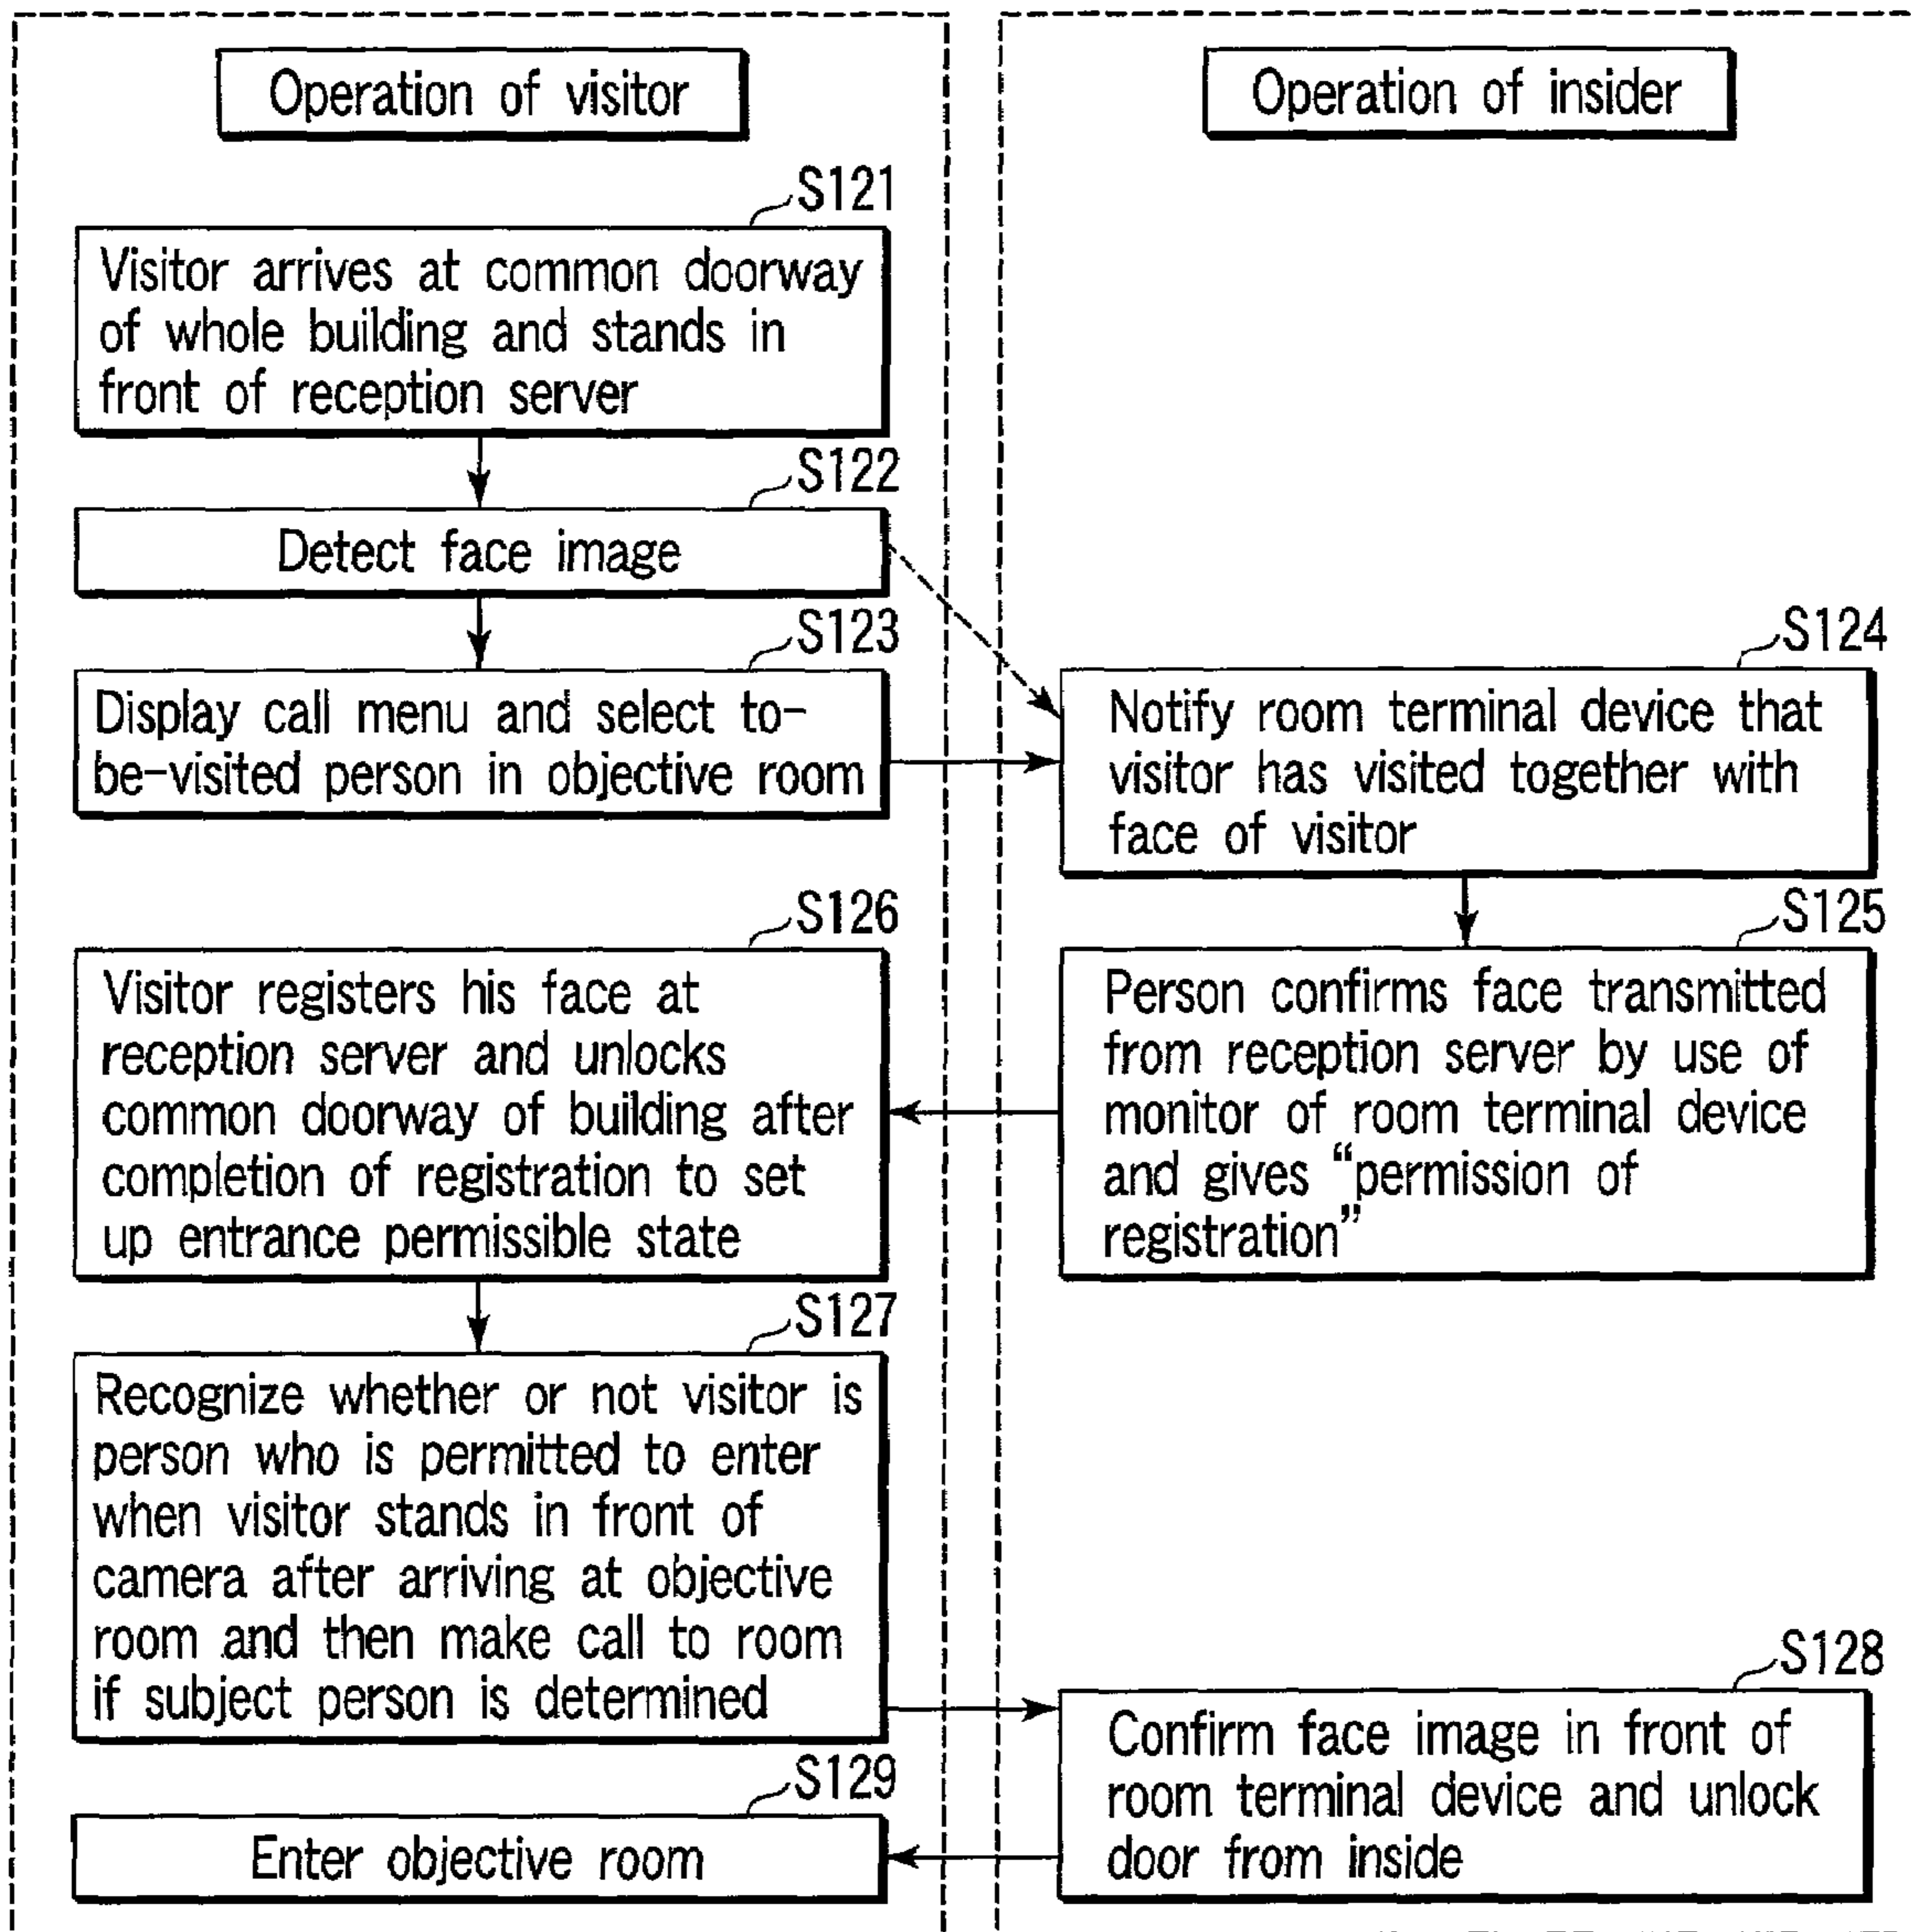 Operation of visitor
Operation of insider
S121
Visitor arrives at common doorway
of whole building and stands in
front of reception server
S122
Detect face image
S123
Display call menu and select to-
be-visited person in objective room
S124
Notify room terminal device that
visitor has visited together with
face of visitor
S125
Person confirms face transmitted
from reception server by use of
monitor of room terminal device
and gives “permission of
registration”
S126
Visitor registers his face at
reception server and unlocks
common doorway of building after
completion of registration to set
up entrance permissible state
S127
Recognize whether or not visitor is
person who is permitted to enter
when visitor stands in front of
camera after arriving at objective
room and then make call to room
if subject person is determined
S128
Confirm face image in front of
room terminal device and unlock
door from inside
S129
Enter objective room